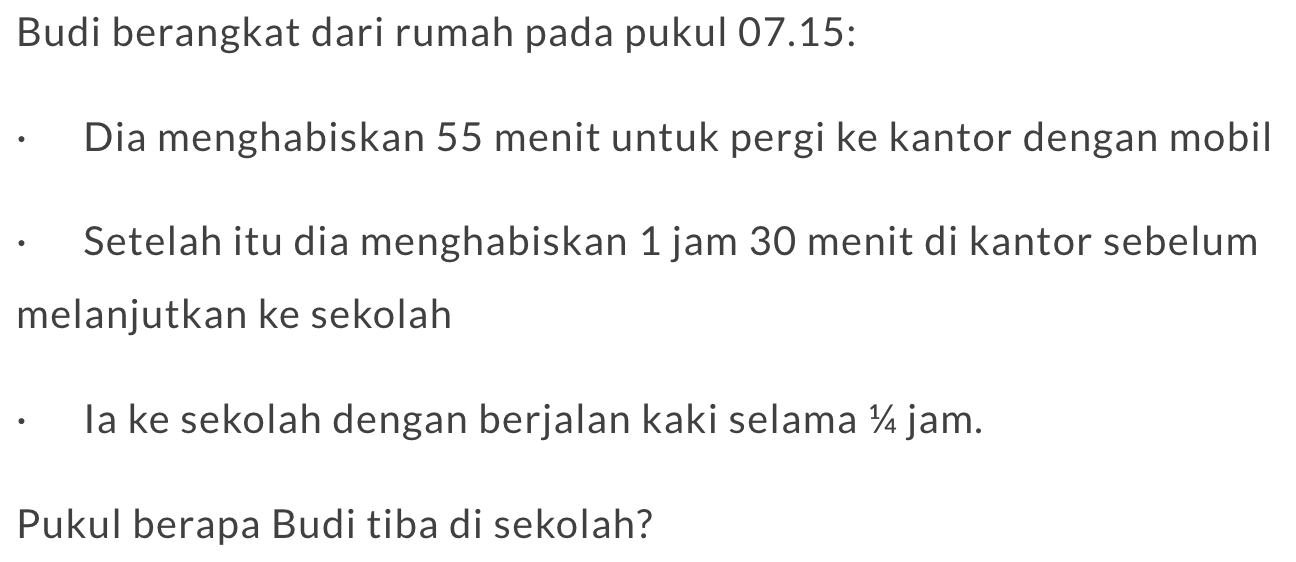 Budi berangkat dari rumah pada pukul 07.15:
· Dia menghabiskan 55 menit untuk pergi ke kantor dengan mobil
· Setelah itu dia menghabiskan 1 jam 30 menit di kantor sebelum
melanjutkan ke sekolah
· Ia ke sekolah dengan berjalan kaki selama ¼ jam.
Pukul berapa Budi tiba di sekolah?